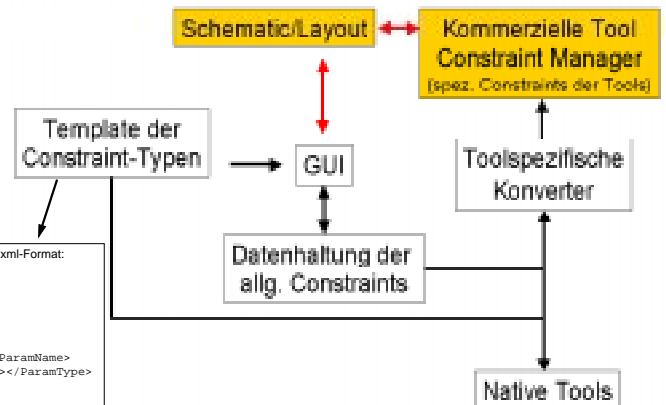 Schematic/Layout
Kommerzielle Tool
Constraint Manager
(spez. Constraints der Tools)
Template der
Constraint-Typen
GUI
Toolspezifische
Konverter
Datenhaltung der
allg. Constraints
xml-Format:
ParamName>
></ParamType>
Native Tools